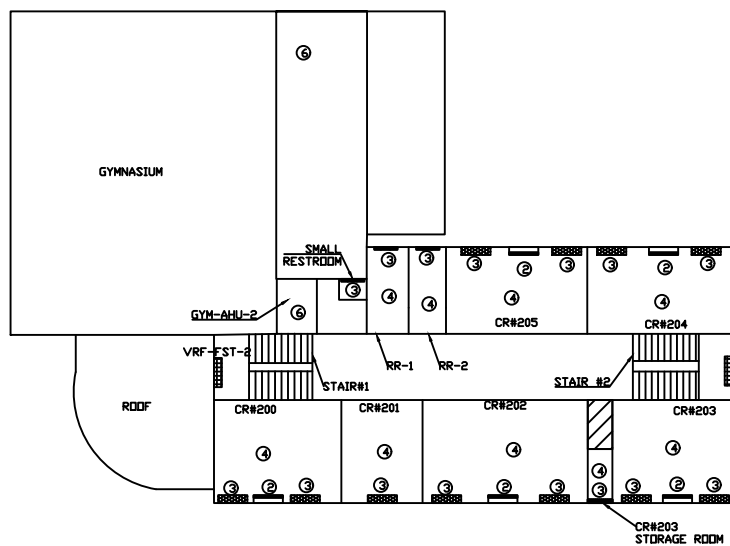 6
GYMNASIUM
SMALL
RESTROOM
3
3
3
3
2
3
3
2
3
4
4
4
4
GYM-AHU-2
6
CR#205
CR#204
VRF-FST-2
STAIR#1
RR-1
RR-2
STAIR #2
ROOF
CR#200
CR#201
CR#202
CR#203
4
4
4
4
4
3
2
3
3
3
2
3
3
3
2
3
CR#203
STORAGE ROOM